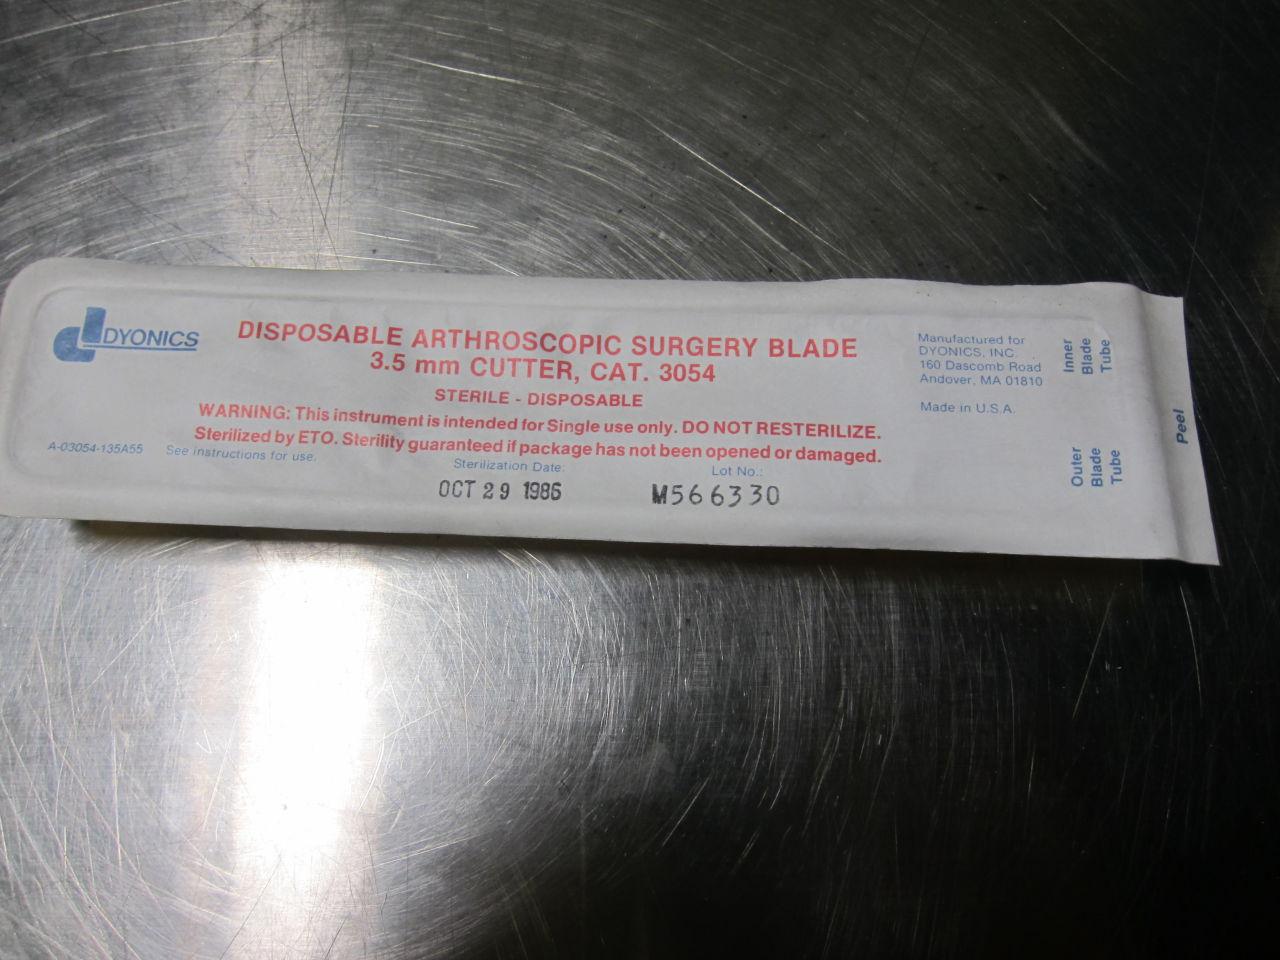 DYONICS
DISPOSABLE ARTHROSCOPIC SURGERY BLADE
3.5 mm CUTTER, CAT. 3054
STERILE - DISPOSABLE
WARNING: This instrument is intended for Single use only. DO NOT RESTERILIZE.
Sterilized by ETO. Sterility guaranteed if package has not been opened or damaged.
A-03054-135A55
See instructions for use.
Sterilization Date:
OCT 29 1986
Lot No.:
M566330
Manufactured for
DYONICS, INC.
160 Dascomb Road
Andover, MA 01810
Made in U.S.A.
Inner
Blade
Tube
Outer
Blade
Tube
Peel